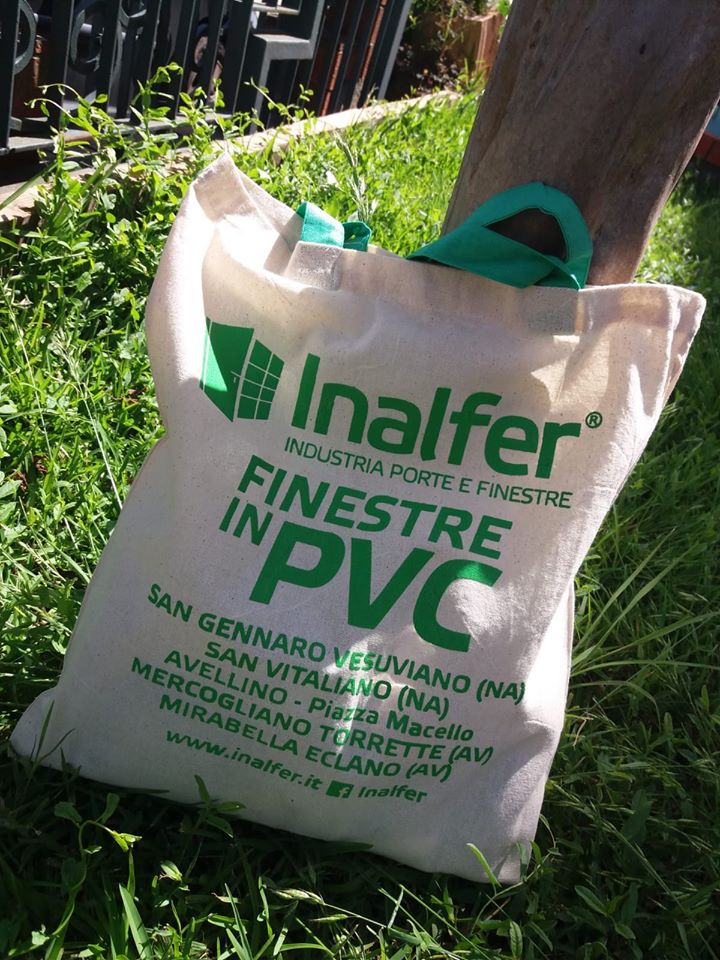 Inalfer®
INDUSTRIA PORTE E FINESTRE
FINESTRE
IN PVC
SAN GENNARO VESUVIANO (NA)
SAN VITALIANO (NA)
AVELLINO - Piazza Macello
MERCOGLIANO TORRETTE (AV)
MIRABELLA ECLANO (AV)
www.inalfer.it f Inalfer